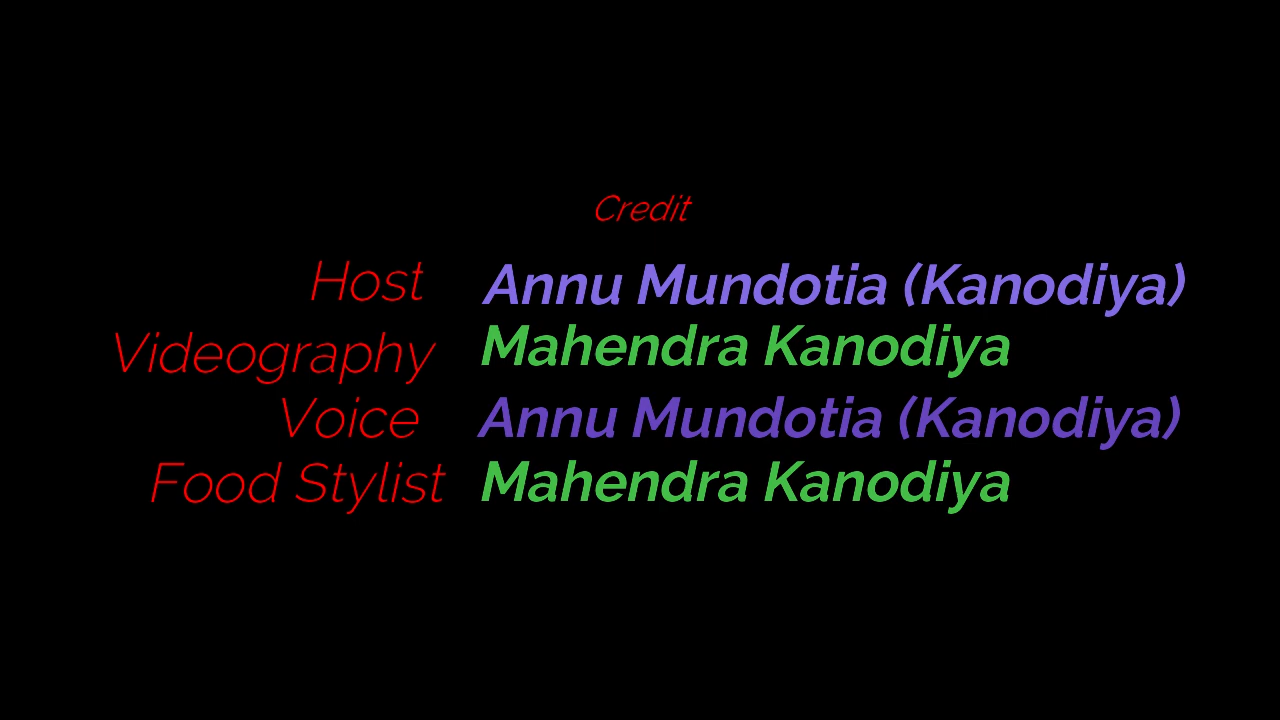 Credit
Host Annu Mundotia (Kanodiya)
Videography Mahendra Kanodiya
Voice Annu Mundotia (Kanodiya)
Food Stylist Mahendra Kanodiya